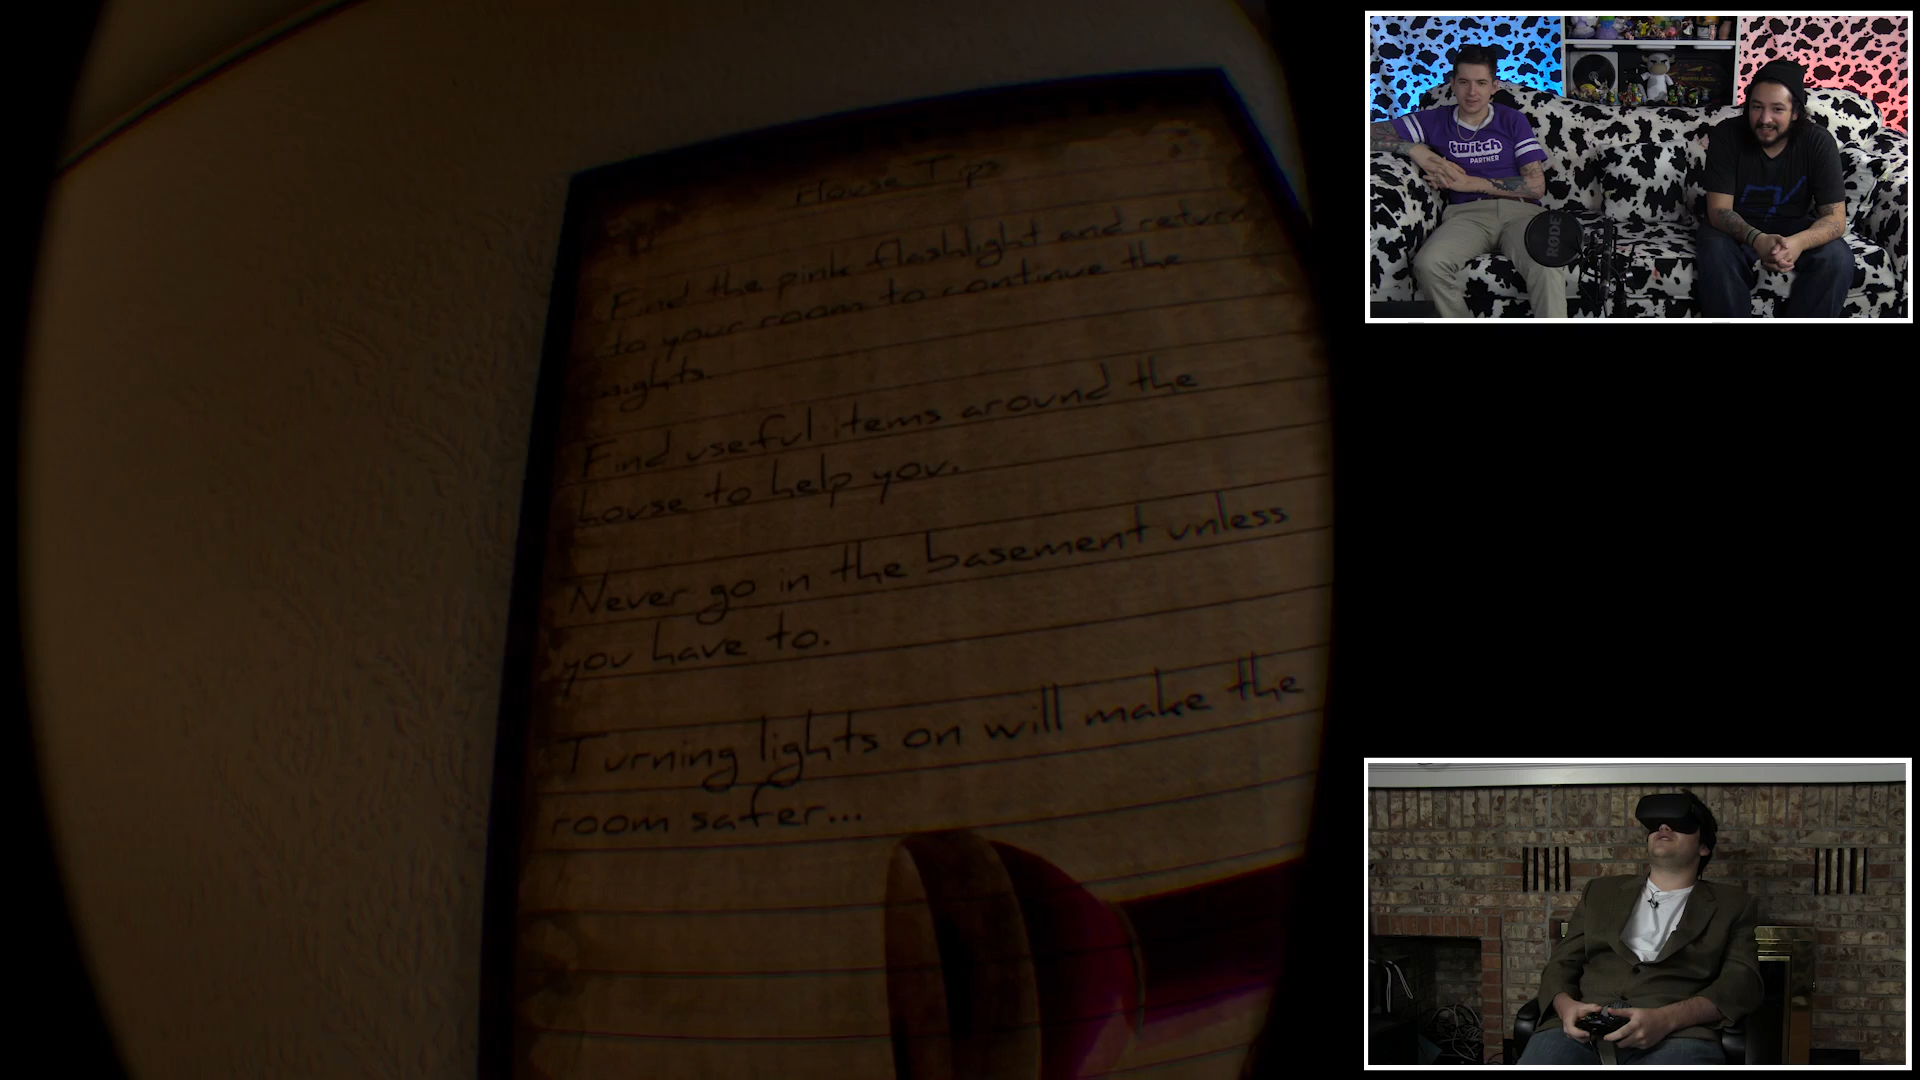 House Tips
Find the pink flashlight and return
to your room to continue the
nights.
Find useful items around the
house to help you.
Never go in the basement unless
you have to.
Turning lights on will make the
room safer...
twitch
PARTNER
RØDE